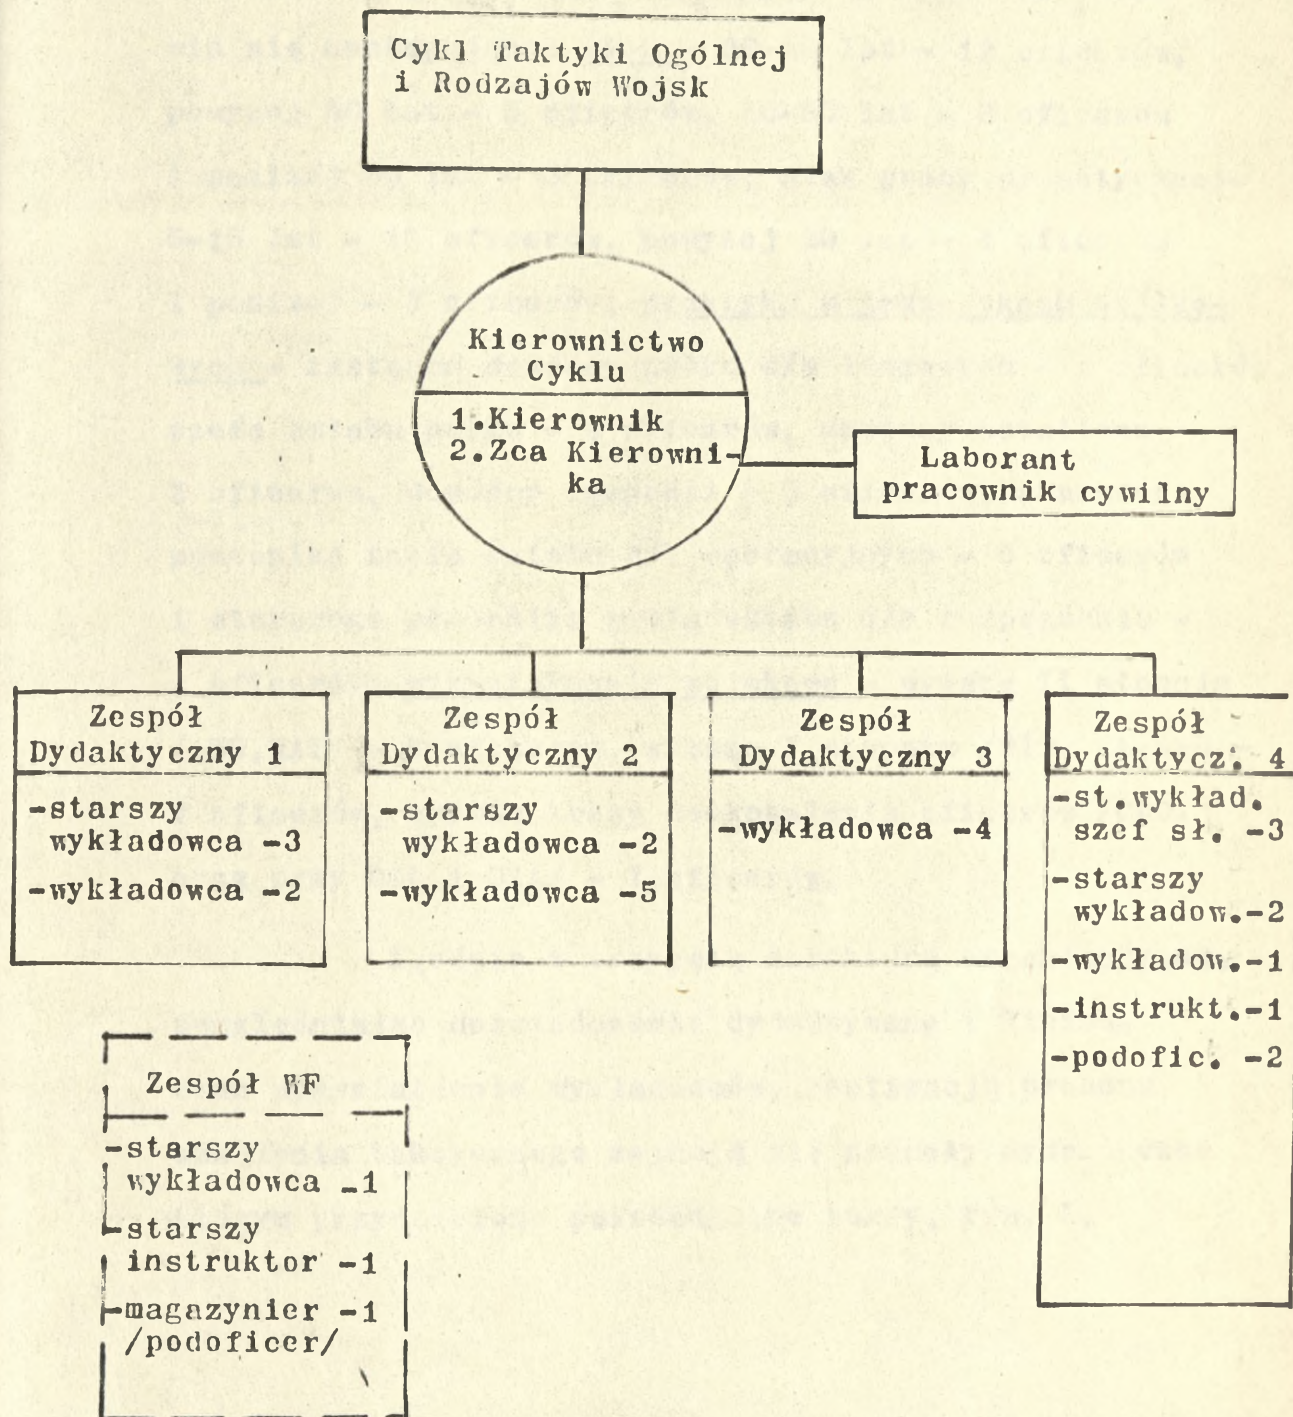 Cykl Taktyki Ogólnej
i Rodzajów Wojsk
Kierownictwo
Cyklu
1.Kierownik
2.Zca Kierowni-
ka
Laborant
pracownik cywilny
Zespół
Dydaktyczny 1
-starszy
wykładowca -3
-wykładowca -2
Zespół
Dydaktyczny 2
-starszy
wykładowca -2
-wykładowca -5
Zespół
Dydaktyczny 3
-wykładowca -4
Zespół
Dydaktycz. 4
-st.wykład.
szef sł. -3
-starszy
wykładow.-2
-wykładow.-1
-instrukt.-1
-podofic. -2
Zespół WF
-starszy
wykładowca -1
-starszy
instruktor -1
-magazynier -1
/podoficer/